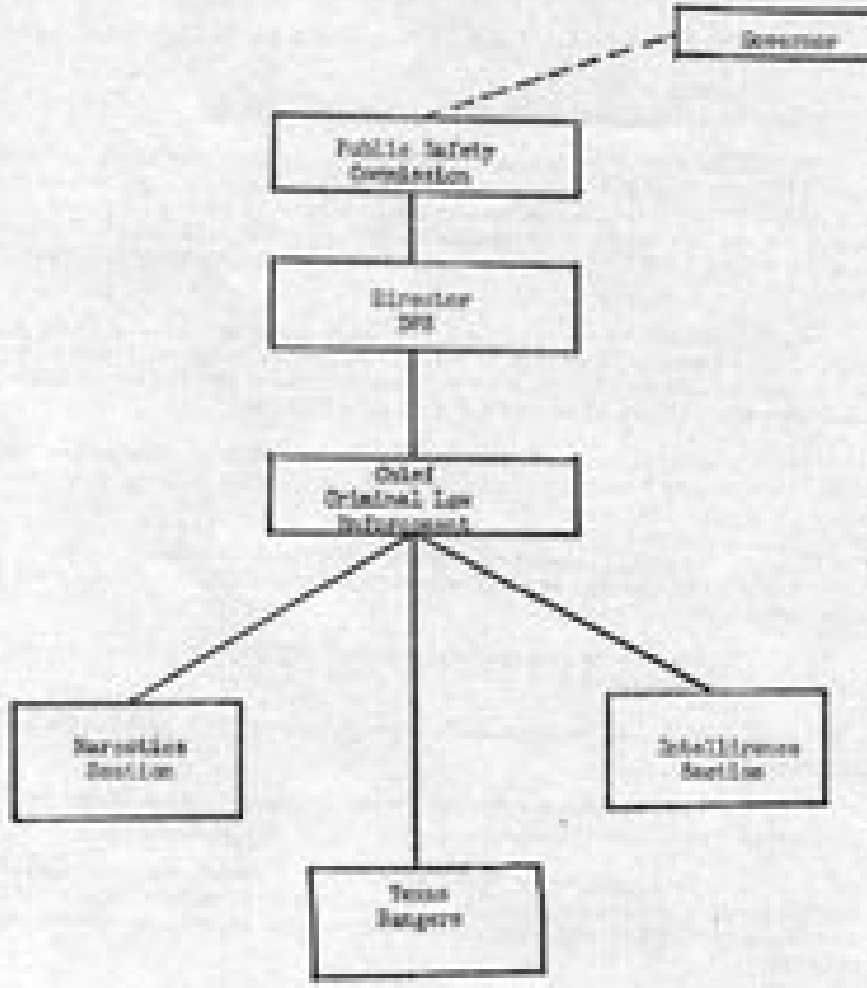 Governor
Public Safety
Commission
Director
DPS
Chief
Criminal Law
Enforcement
Narcotics
Section
Intelligence
Section
Texas
Rangers